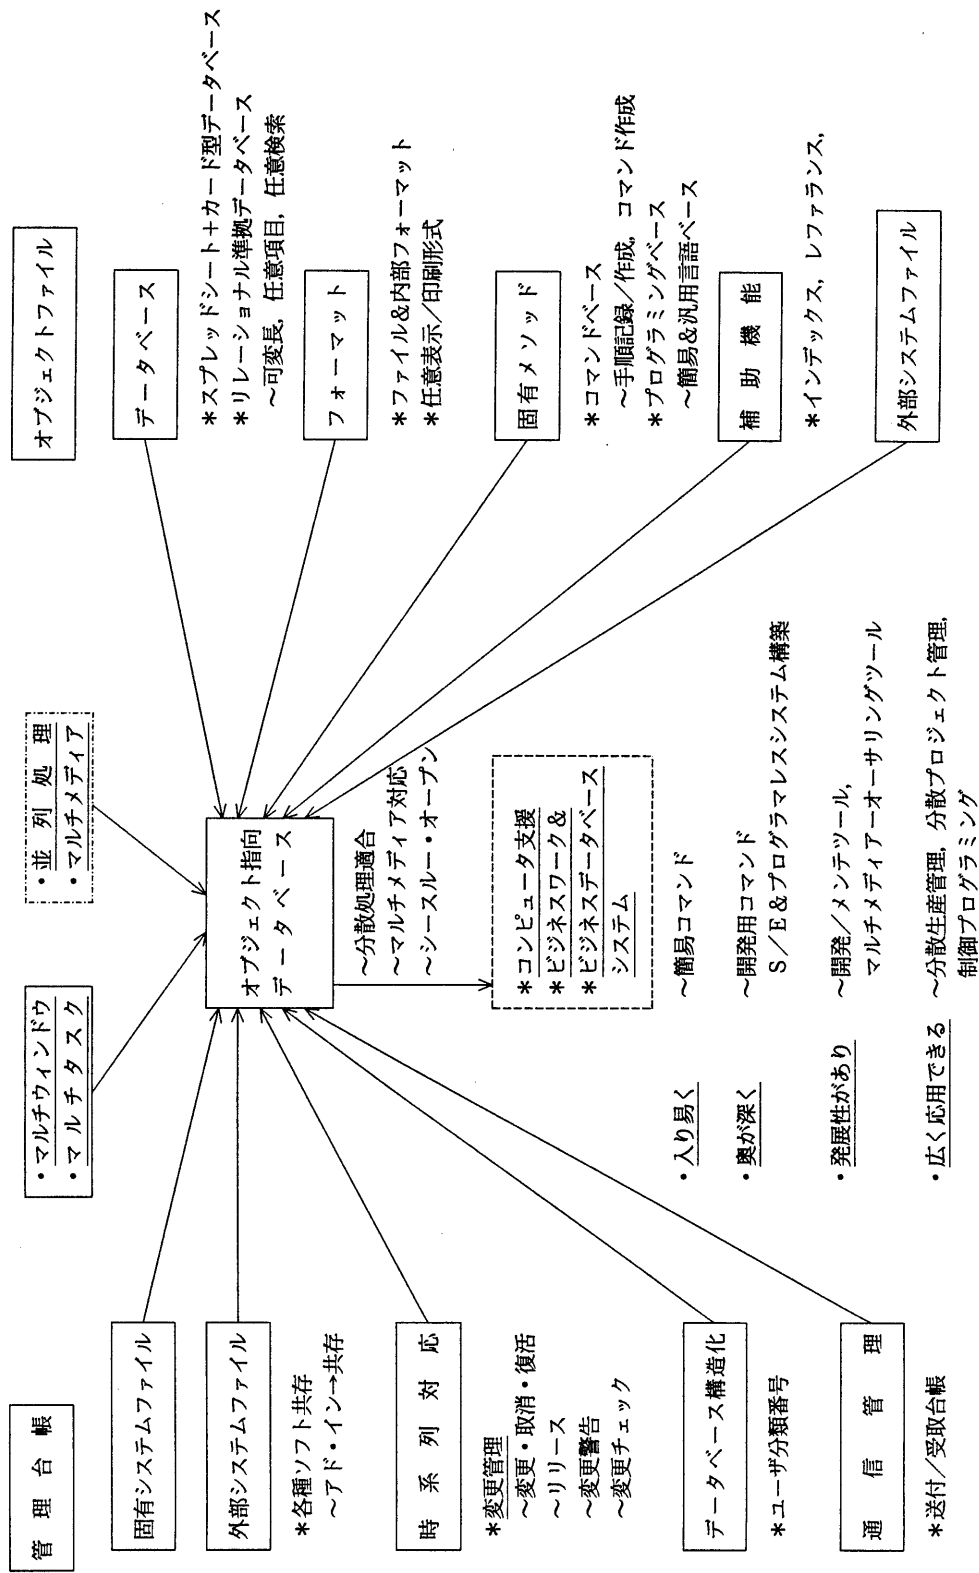 管理台帳
固有システムファイル
外部システムファイル
*各種ソフト共存
~アド・イン→共存
時系列対応
*変更管理
~変更・取消・復活
~リリース
~変更警告
~変更チェック
データベース構造化
*ユーザ分類番号
通信管理
*送付/受取台帳
・マルチウィンドウ
・マルチタスク
・並列処理
・マルチメディア
オブジェクト指向
データベース
~分散処理適合
~マルチメディア対応
~シースルー・オープン
*コンピュータ支援
*ビジネスワーク&
*ビジネスデータベース
システム
・入り易く ~簡易コマンド
・奥が深く ~開発用コマンド
S/E&プログラマレスシステム構築
・発展性があり ~開発/メンテツール,
マルチメディアーオーサリングツール
・広く応用できる ~分散生産管理, 分散プロジェクト管理,
制御プログラミング
オブジェクトファイル
データベース
*スプレッドシート+カード型データベース
*リレーショナル準拠データベース
~可変長, 任意項目, 任意検索
フォーマット
*ファイル&内部フォーマット
*任意表示/印刷形式
固有メソッド
*コマンドベース
~手順記録/作成, コマンド作成
*プログラミングベース
~簡易&汎用言語ベース
補助機能
*インデックス, レファランス,
外部システムファイル